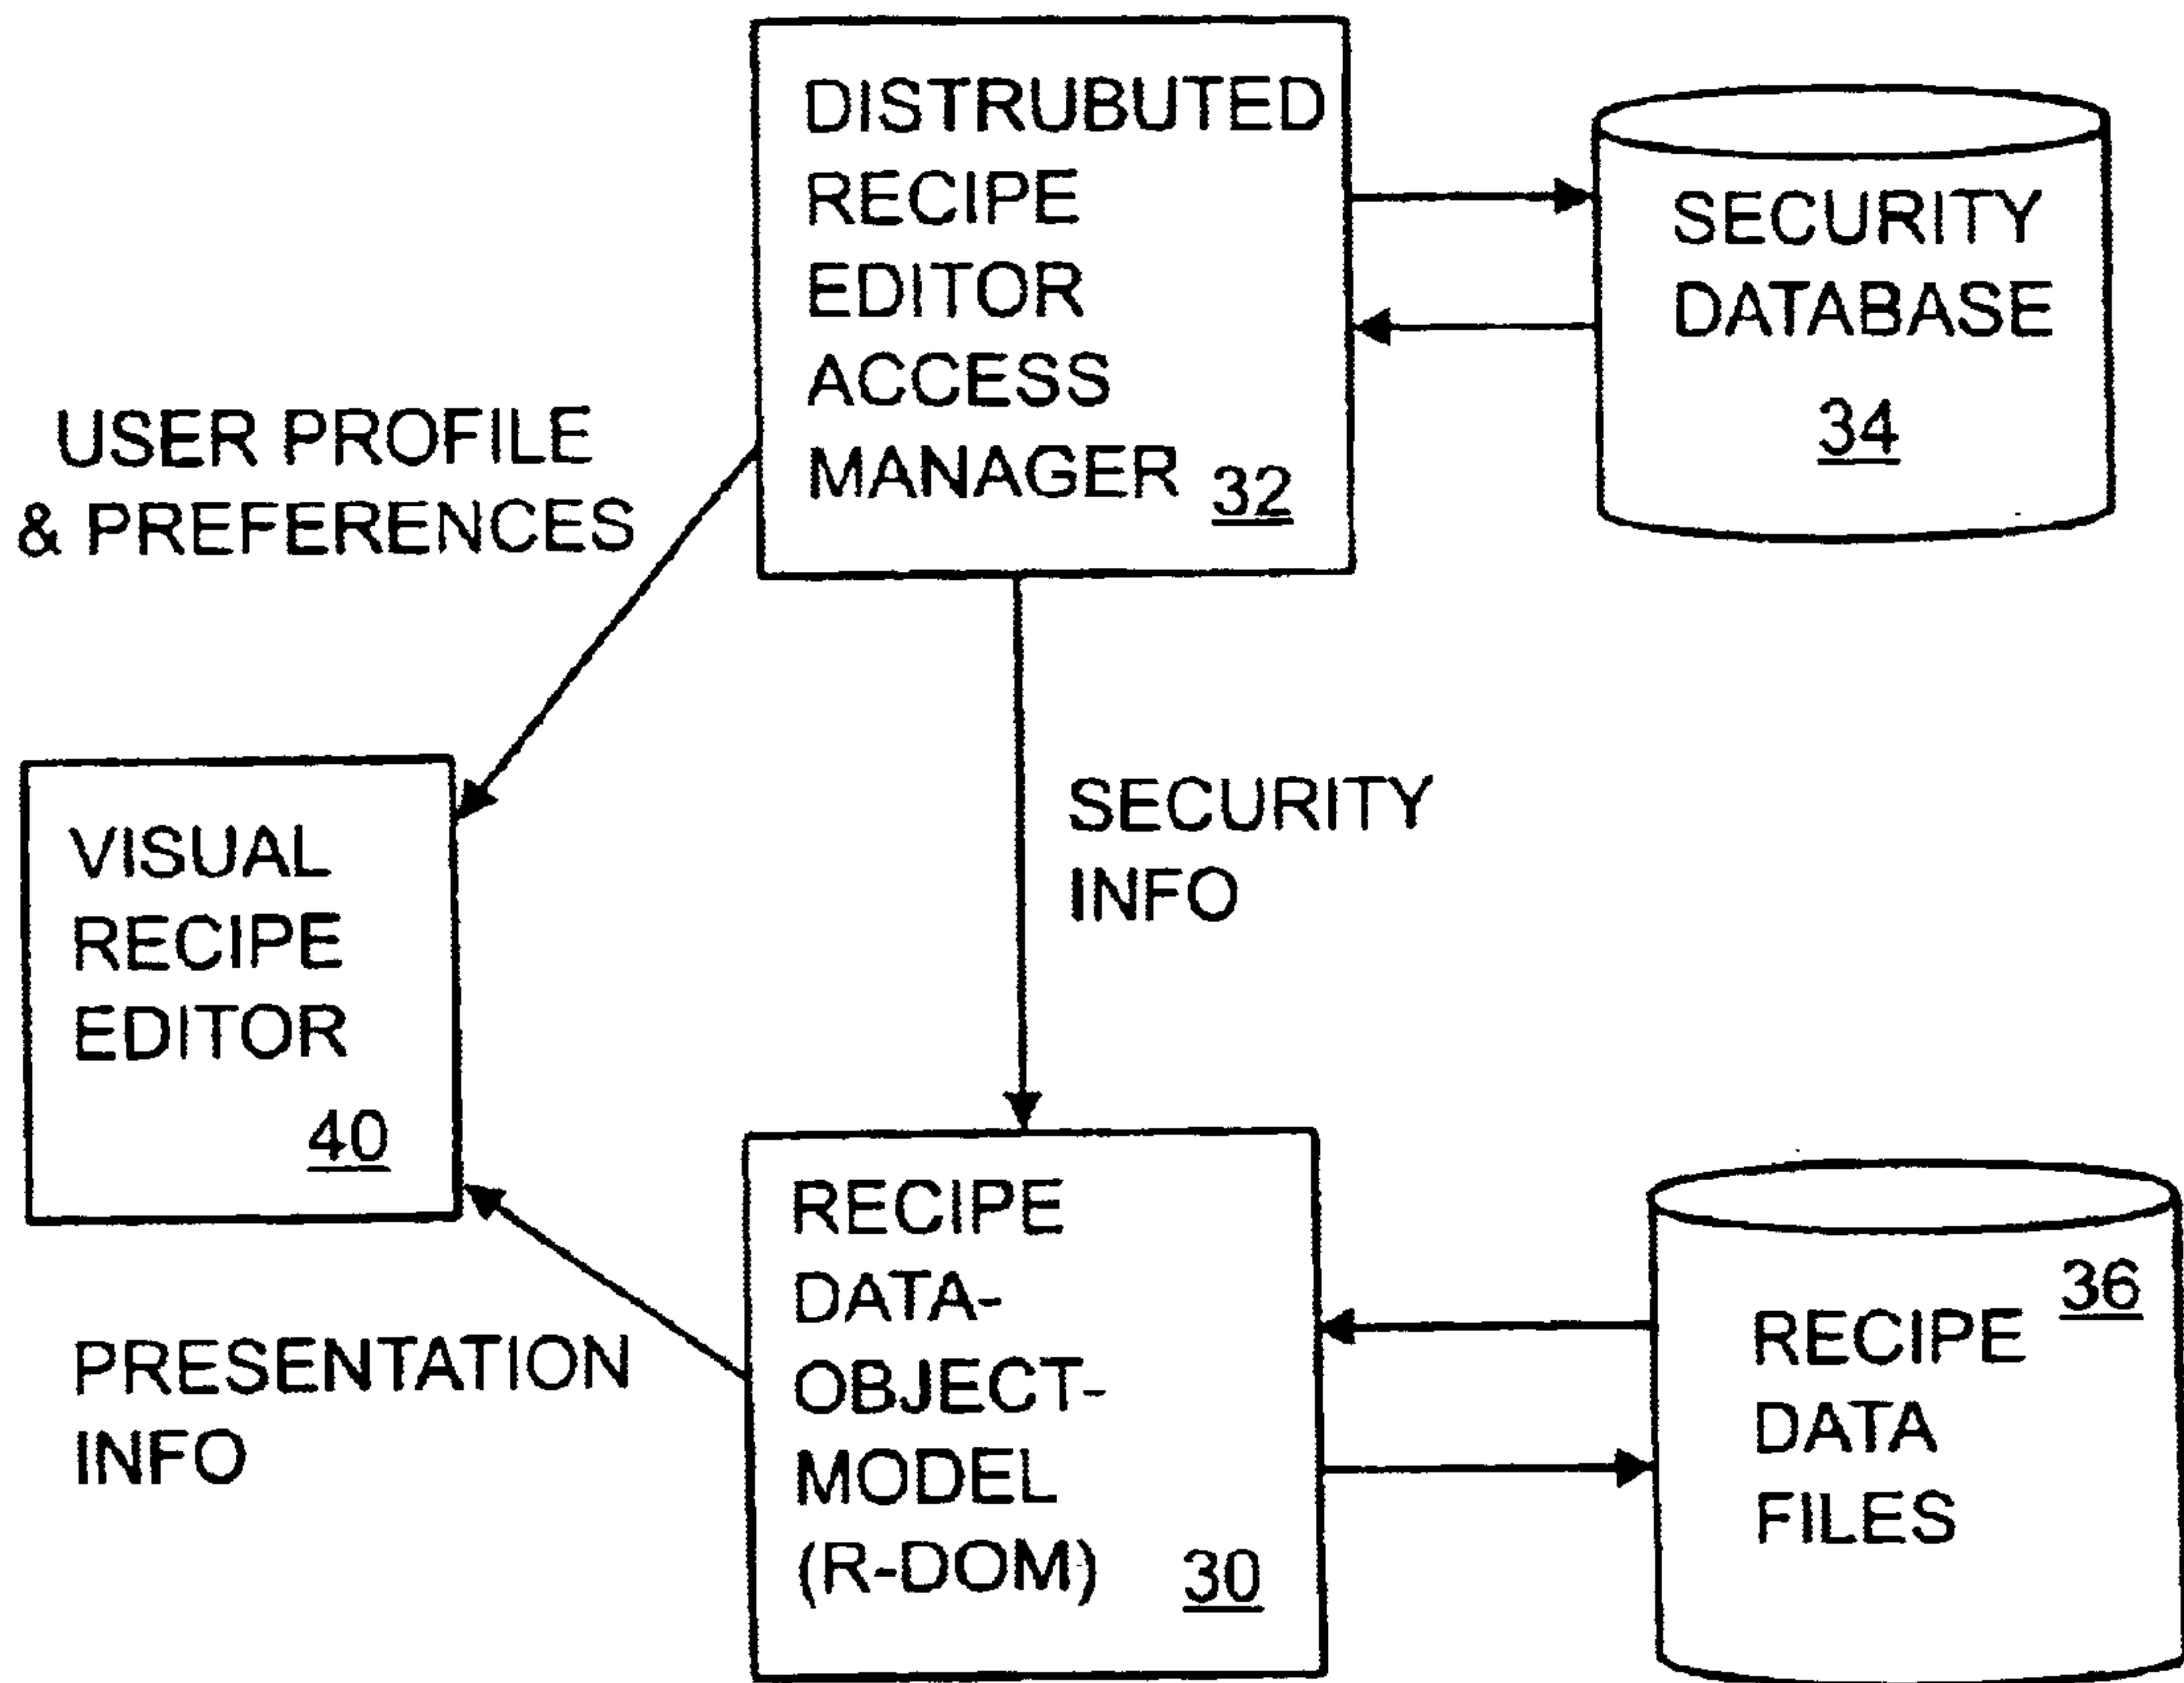 DISTRUBUTED
RECIPE
EDITOR
ACCESS
MANAGER 32
SECURITY
DATABASE
34
USER PROFILE
& PREFERENCES
SECURITY
INFO
VISUAL
RECIPE
EDITOR
40
PRESENTATION
INFO
RECIPE
DATA-
OBJECT-
MODEL
(R-DOM) 30
36
RECIPE
DATA
FILES